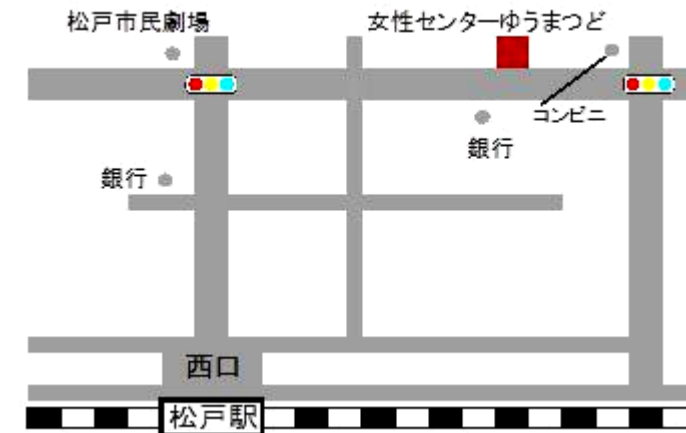 松戸市民劇場
女性センターゆうまつど
コンビニ
銀行
銀行
西口
松戸駅